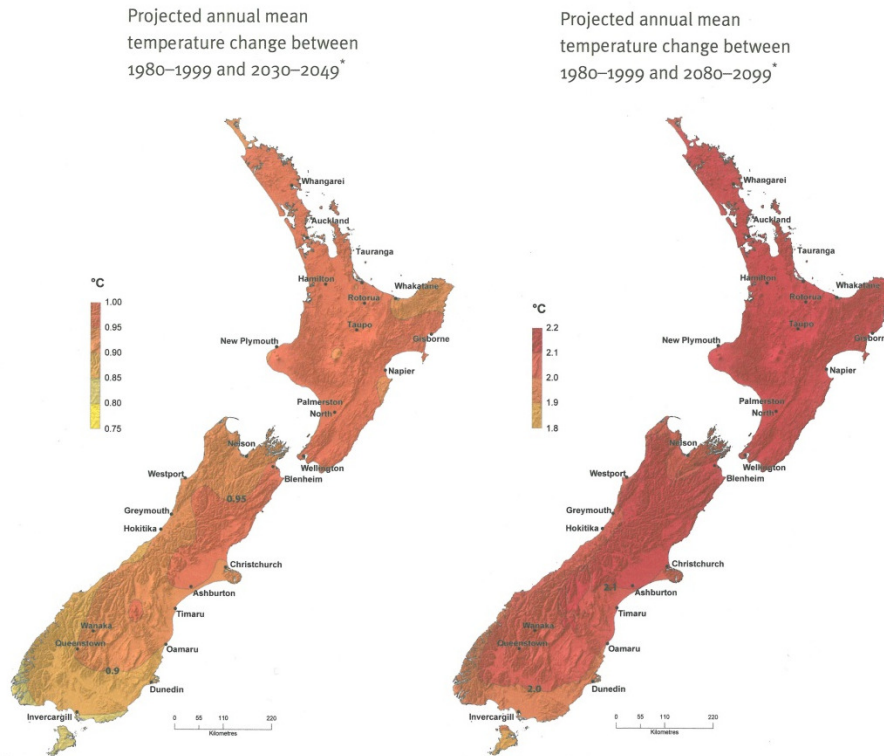 Projected annual mean
temperature change between
1980–1999 and 2030–2049*
Whangarei
Auckland
Tauranga
Hamilton
Whakatane
Rotorua
Taupo
Gisborne
New Plymouth
Napier
Palmerston
North
Nelson
Wellington
Westport
Blenheim
0.95
Greymouth
Hokitika
Christchurch
Ashburton
Timaru
Wanaka
Queenstown
Oamaru
0.9
Dunedin
Invercargill
°C
1.00
0.95
0.90
0.85
0.80
0.75
0 55 110 220
Kilometres
Projected annual mean
temperature change between
1980–1999 and 2080–2099*
Whangarei
Auckland
Tauranga
Hamilton
Whakatane
Rotorua
Taupo
Gisborne
New Plymouth
Napier
Palmerston
North
Nelson
Wellington
Westport
Blenheim
Greymouth
Hokitika
Christchurch
2.1
Ashburton
Timaru
Wanaka
Queenstown
Oamaru
2.0
Dunedin
Invercargill
°C
2.2
2.1
2.0
1.9
1.8
0 55 110 220
Kilometres